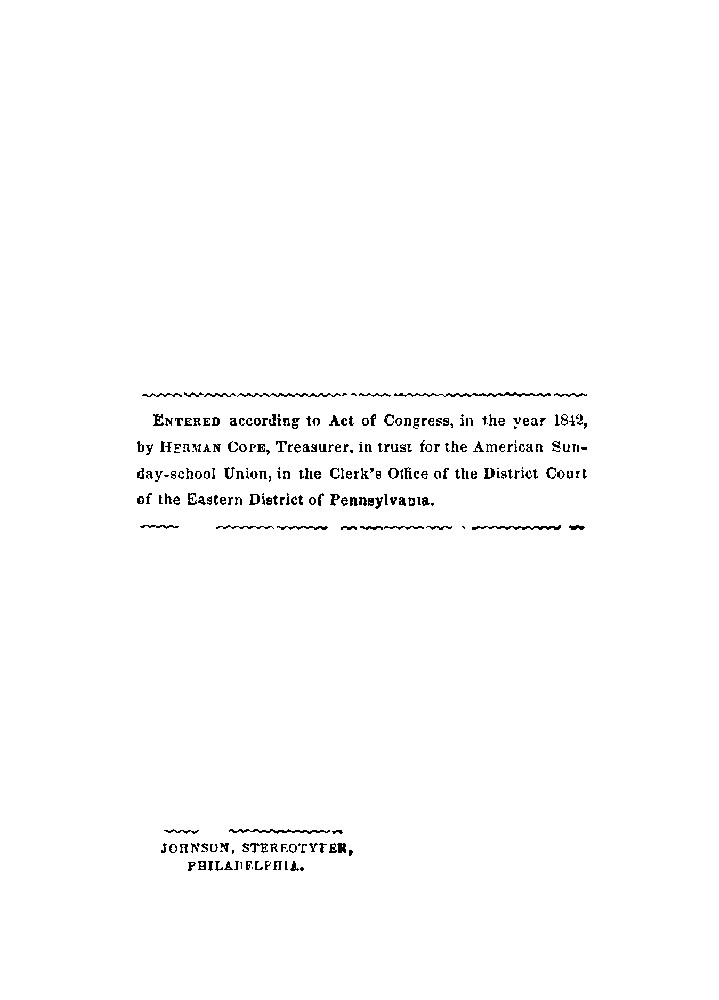 ENTERED according to Act of Congress, in the year 1842,
by HERMAN COPE, Treasurer, in trust for the American Sun-
day-school Union, in the Clerk's Office of the District Court
of the Eastern District of Pennsylvania.
JOHNSON, STEREOTYPER,
PHILADELPHIA.